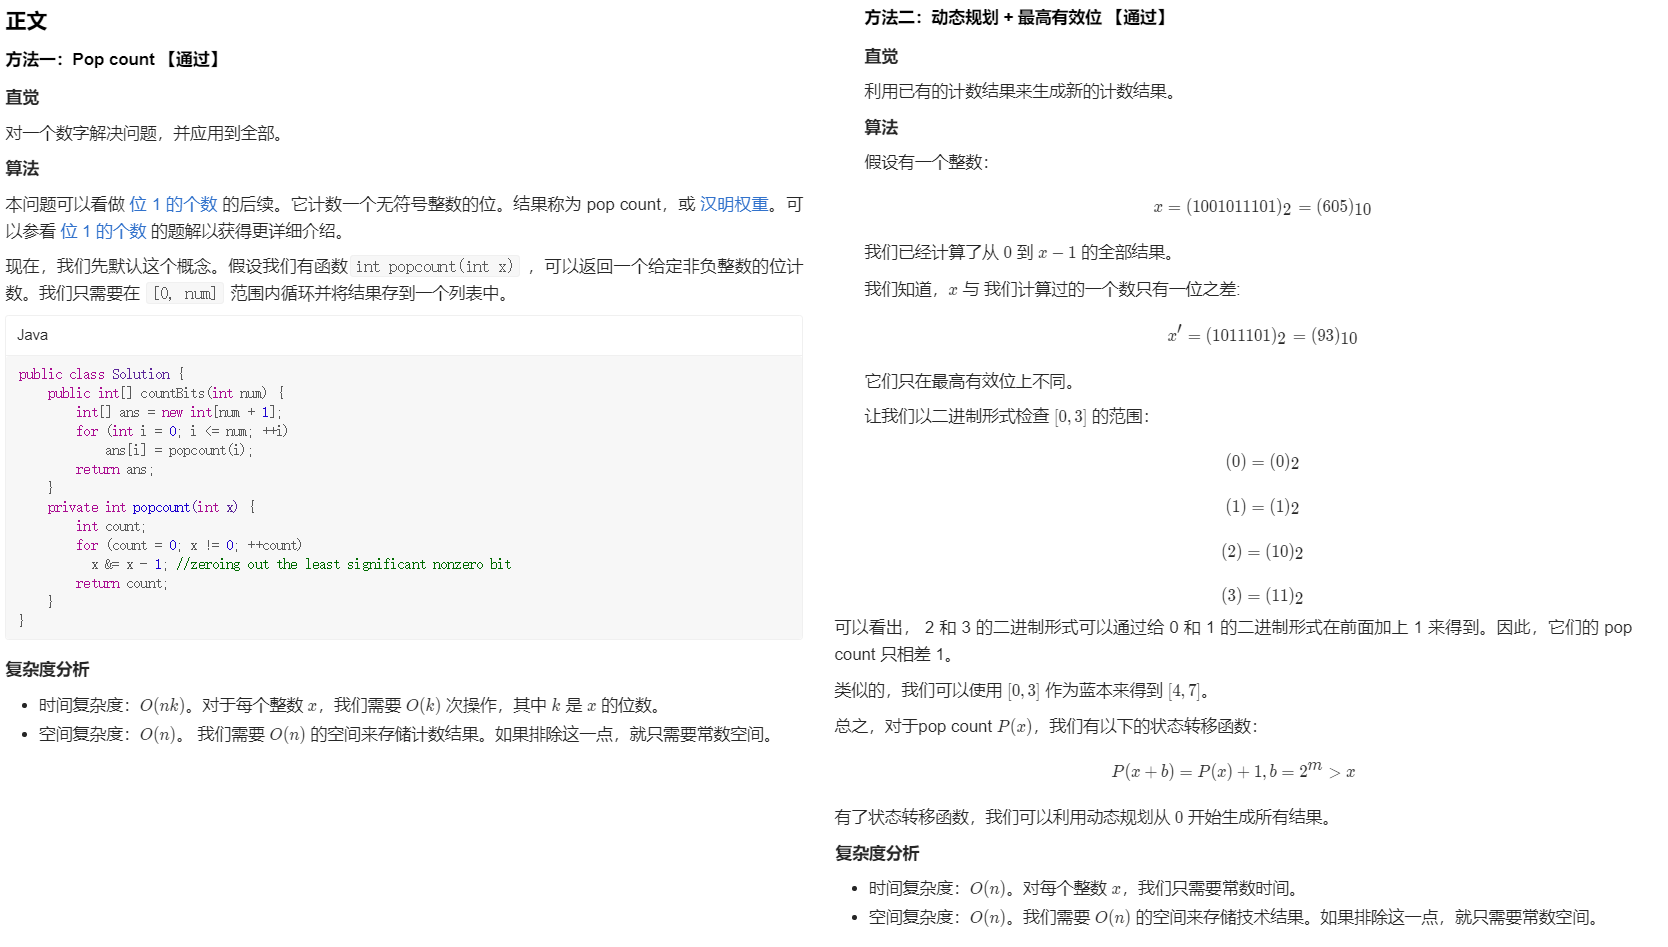 正文
方法一：Pop count 【通过】
直觉
对一个数字解决问题，并应用到全部。
算法
本问题可以看做 位 1 的个数 的后续。它计数一个无符号整数的位。结果称为 pop count，或 汉明权重。可
以参看 位 1 的个数 的题解以获得更详细介绍。
现在，我们先默认这个概念。假设我们有函数 int popcount(int x) ，可以返回一个给定非负整数的位计
数。我们只需要在 [0, num] 范围内循环并将结果存到一个列表中。
Java
public class Solution {
    public int[] countBits(int num) {
        int[] ans = new int[num + 1];
        for (int i = 0; i <= num; ++i)
            ans[i] = popcount(i);
        return ans;
    }
    private int popcount(int x) {
        int count;
        for (count = 0; x != 0; ++count)
          x &= x - 1; //zeroing out the least significant nonzero bit
        return count;
    }
}
复杂度分析
• 时间复杂度：O(nk)。对于每个整数 x，我们需要 O(k) 次操作，其中 k 是 x 的位数。
• 空间复杂度：O(n)。 我们需要 O(n) 的空间来存储计数结果。如果排除这一点，就只需要常数空间。
方法二：动态规划 + 最高有效位 【通过】
直觉
利用已有的计数结果来生成新的计数结果。
算法
假设有一个整数：
x = (1001011101)2 = (605)10
我们已经计算了从 0 到 x − 1 的全部结果。
我们知道，x 与 我们计算过的一个数只有一位之差:
x′ = (1011101)2 = (93)10
它们只在最高有效位上不同。
让我们以二进制形式检查 [0, 3] 的范围：
(0) = (0)2
(1) = (1)2
(2) = (10)2
(3) = (11)2
可以看出， 2 和 3 的二进制形式可以通过给 0 和 1 的二进制形式在前面加上 1 来得到。因此，它们的 pop
count 只相差 1。
类似的，我们可以使用 [0, 3] 作为蓝本来得到 [4, 7]。
总之，对于pop count P(x)，我们有以下的状态转移函数：
P(x + b) = P(x) + 1, b = 2^m > x
有了状态转移函数，我们可以利用动态规划从 0 开始生成所有结果。
复杂度分析
• 时间复杂度：O(n)。对每个整数 x，我们只需要常数时间。
• 空间复杂度：O(n)。我们需要 O(n) 的空间来存储技术结果。如果排除这一点，就只需要常数空间。